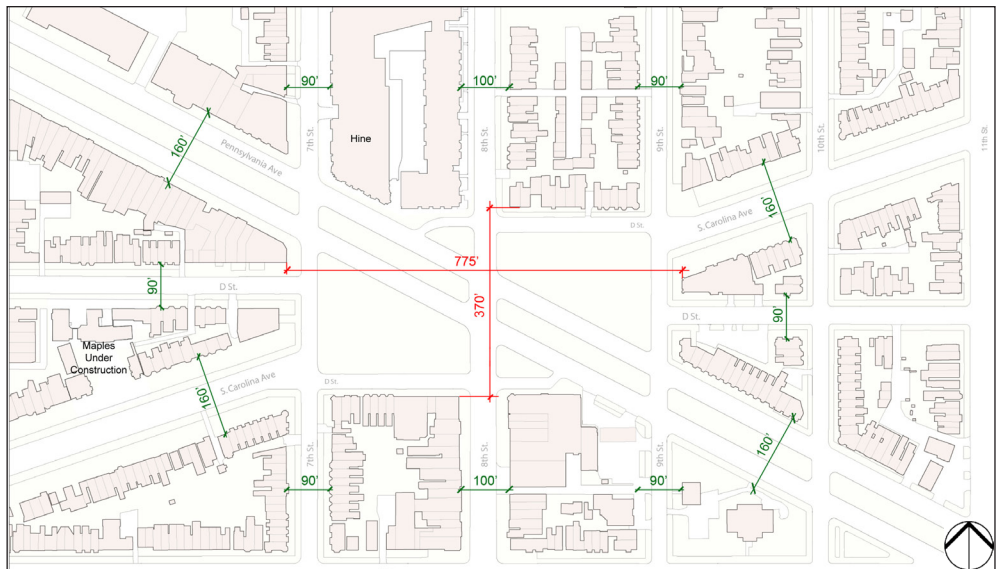 90'
100'
90'
7th St.
Hine
8th St.
9th St.
10th St.
11th St.
160'
Pennsylvania Ave
160'
S. Carolina Ave
D St.
775'
90'
D St.
370'
D St.
90'
Maples
Under
Construction
S. Carolina Ave
D St.
160'
160'
7th St.
8th St.
9th St.
90'
100'
90'